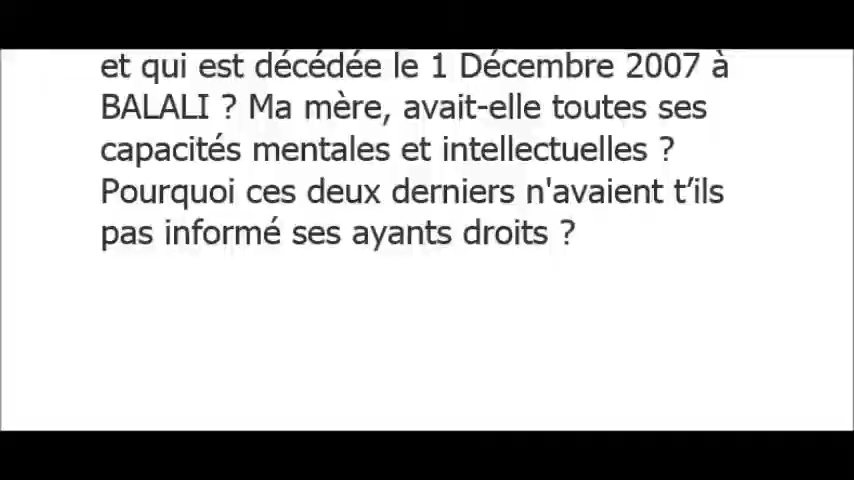 et qui est décédée le 1 Décembre 2007 à
BALALI ? Ma mère, avait-elle toutes ses
capacités mentales et intellectuelles ?
Pourquoi ces deux derniers n'avaient t’ils
pas informé ses ayants droits ?